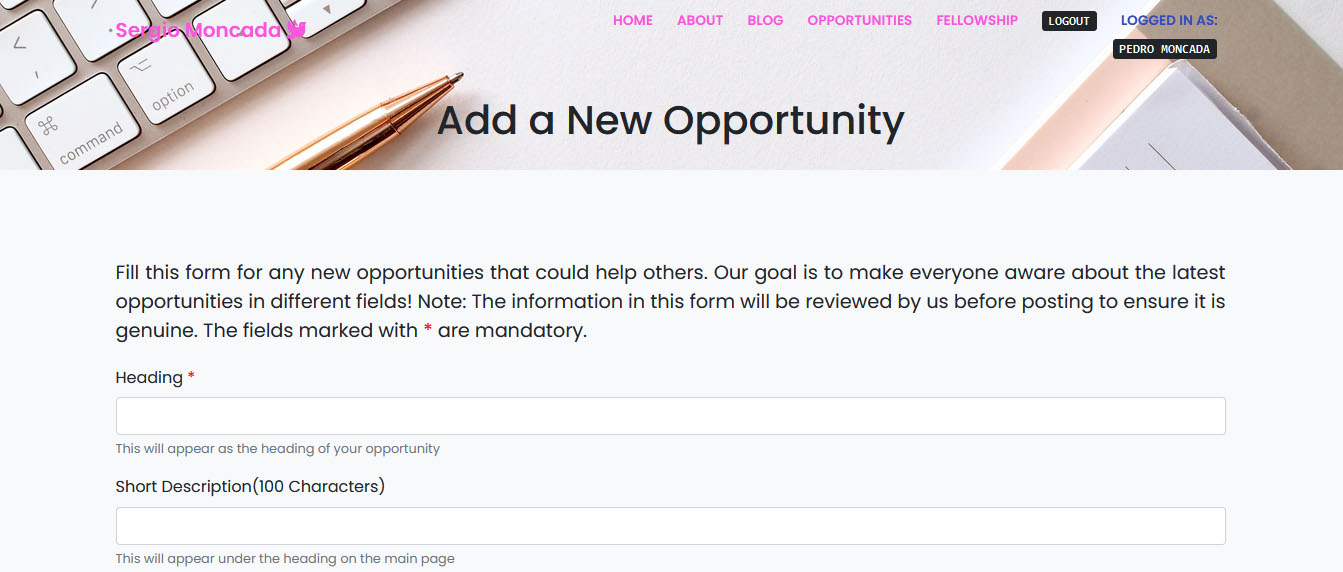 Sergio Moncada
HOME ABOUT BLOG OPPORTUNITIES FELLOWSHIP LOGOUT LOGGED IN AS:
PEDRO MONCADA
command
option
Add a New Opportunity
Fill this form for any new opportunities that could help others. Our goal is to make everyone aware about the latest
opportunities in different fields! Note: The information in this form will be reviewed by us before posting to ensure it is
genuine. The fields marked with * are mandatory.
Heading *
This will appear as the heading of your opportunity
Short Description(100 Characters)
This will appear under the heading on the main page